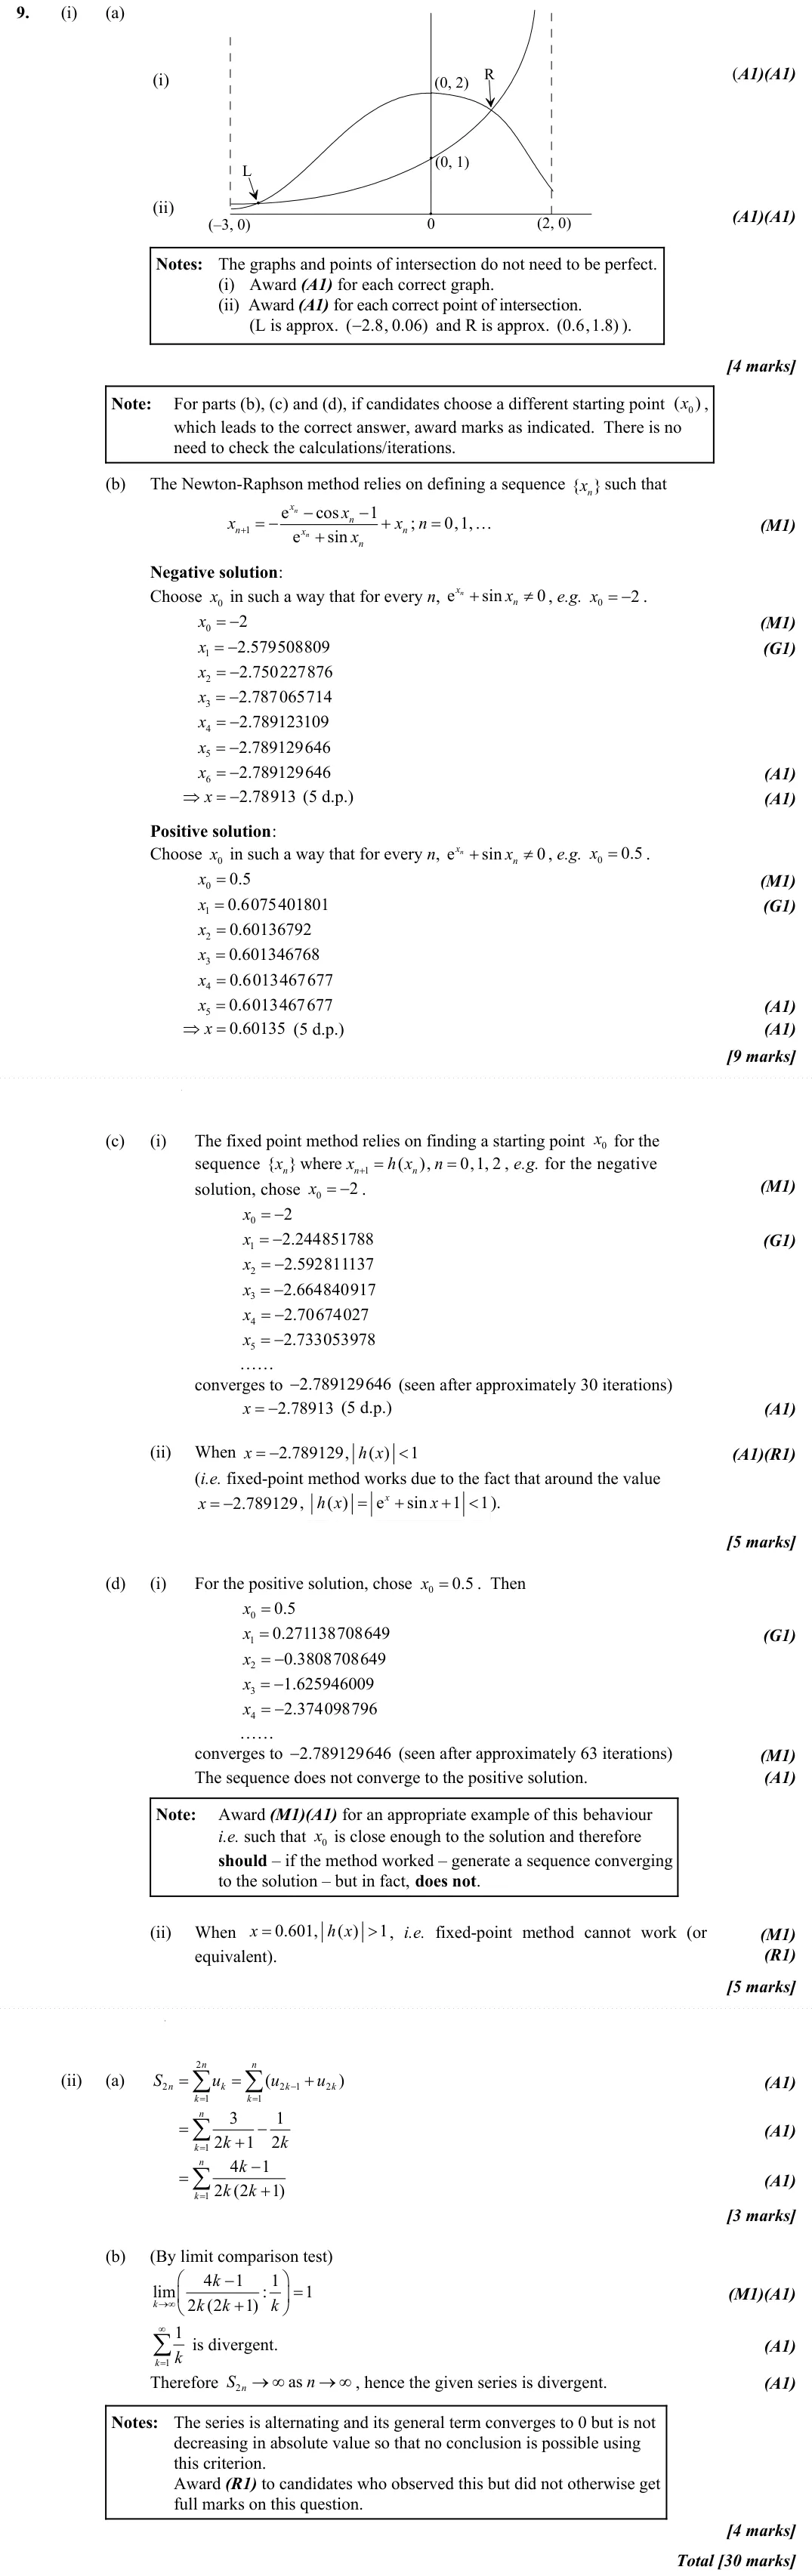 9. (i) (a)
(i) (A1)(A1)
(0, 2) R
(0, 1)
L
(ii) (A1)(A1)
(−3, 0) 0 (2, 0)
Notes: The graphs and points of intersection do not need to be perfect.
(i) Award (A1) for each correct graph.
(ii) Award (A1) for each correct point of intersection.
(L is approx. (−2.8, 0.06) and R is approx. (0.6, 1.8) ).
[4 marks]
Note: For parts (b), (c) and (d), if candidates choose a different starting point (x₀) ,
which leads to the correct answer, award marks as indicated. There is no
need to check the calculations/iterations.
(b) The Newton-Raphson method relies on defining a sequence {xₙ} such that
xₙ₊₁ = −(e^{xₙ} − cos xₙ − 1)/(e^{xₙ} + sin xₙ) + xₙ ; n = 0, 1, … (M1)
Negative solution:
Choose x₀ in such a way that for every n, e^{xₙ} + sin xₙ ≠ 0 , e.g. x₀ = −2 .
x₀ = −2 (M1)
x₁ = −2.579508809 (G1)
x₂ = −2.750227876
x₃ = −2.787065714
x₄ = −2.789123109
x₅ = −2.789129646
x₆ = −2.789129646 (A1)
⇒ x = −2.78913 (5 d.p.) (A1)
Positive solution:
Choose x₀ in such a way that for every n, e^{xₙ} + sin xₙ ≠ 0 , e.g. x₀ = 0.5 .
x₀ = 0.5 (M1)
x₁ = 0.6075401801 (G1)
x₂ = 0.60136792
x₃ = 0.601346768
x₄ = 0.6013467677
x₅ = 0.6013467677 (A1)
⇒ x = 0.60135 (5 d.p.) (A1)
[9 marks]
(c) (i) The fixed point method relies on finding a starting point x₀ for the
sequence {xₙ} where xₙ₊₁ = h(xₙ), n = 0, 1, 2 , e.g. for the negative
solution, chose x₀ = −2 . (M1)
x₀ = −2
x₁ = −2.244851788 (G1)
x₂ = −2.592811137
x₃ = −2.664840917
x₄ = −2.70674027
x₅ = −2.733053978
……
converges to −2.789129646 (seen after approximately 30 iterations)
x = −2.78913 (5 d.p.) (A1)
(ii) When x = −2.789129, |h(x)| < 1 (A1)(R1)
(i.e. fixed-point method works due to the fact that around the value
x = −2.789129, |h(x)| = |eˣ + sin x + 1| < 1 ).
[5 marks]
(d) (i) For the positive solution, chose x₀ = 0.5 . Then
x₀ = 0.5
x₁ = 0.271138708649 (G1)
x₂ = −0.3808708649
x₃ = −1.625946009
x₄ = −2.374098796
……
converges to −2.789129646 (seen after approximately 63 iterations) (M1)
The sequence does not converge to the positive solution. (A1)
Note: Award (M1)(A1) for an appropriate example of this behaviour
i.e. such that x₀ is close enough to the solution and therefore
should – if the method worked – generate a sequence converging
to the solution – but in fact, does not.
(ii) When x = 0.601, |h(x)| > 1, i.e. fixed-point method cannot work (or (M1)
equivalent). (R1)
[5 marks]
(ii) (a) S₂ₙ = ∑_{k=1}^{2n} uₖ = ∑_{k=1}^{n} (u_{2k−1} + u_{2k}) (A1)
= ∑_{k=1}^{n} 3/(2k + 1) − 1/(2k) (A1)
= ∑_{k=1}^{n} (4k − 1)/(2k(2k + 1)) (A1)
[3 marks]
(b) (By limit comparison test)
lim_{k→∞} ( (4k − 1)/(2k(2k + 1)) : 1/k ) = 1 (M1)(A1)
∑_{k=1}^{∞} 1/k is divergent. (A1)
Therefore S₂ₙ → ∞ as n → ∞ , hence the given series is divergent. (A1)
Notes: The series is alternating and its general term converges to 0 but is not
decreasing in absolute value so that no conclusion is possible using
this criterion.
Award (R1) to candidates who observed this but did not otherwise get
full marks on this question.
[4 marks]
Total [30 marks]